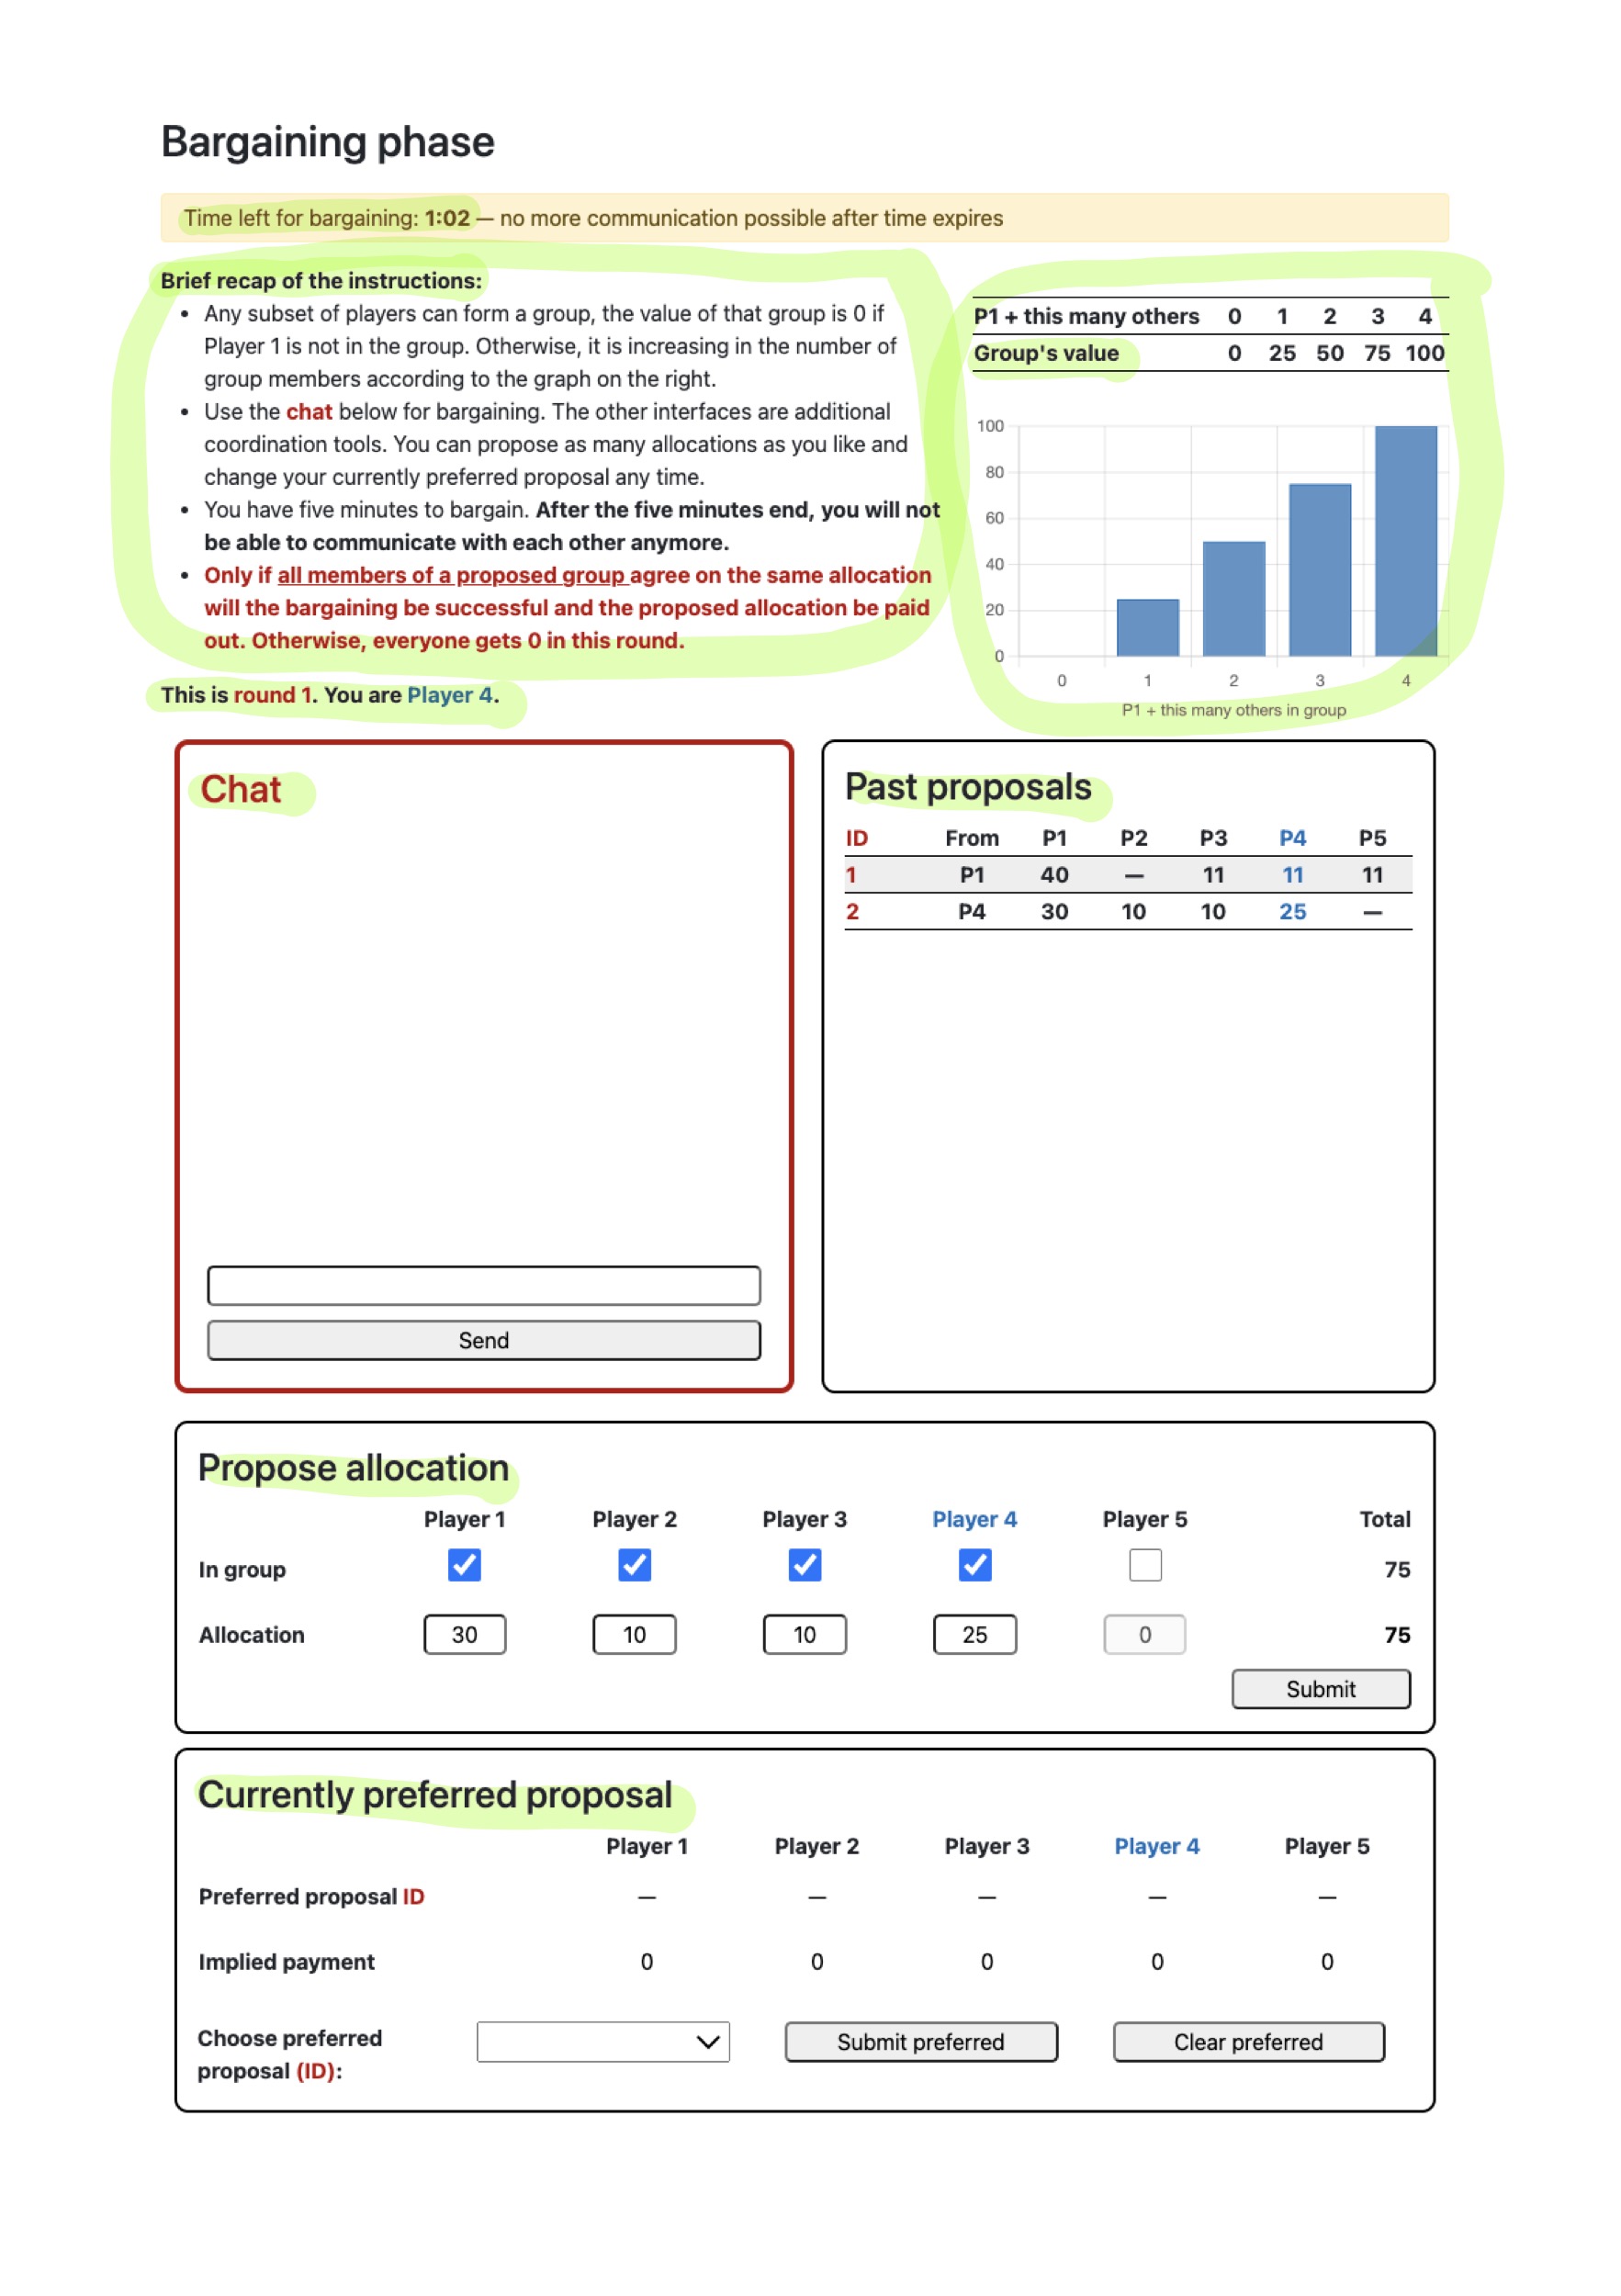 Bargaining phase
Time left for bargaining: 1:02 — no more communication possible after time expires
Brief recap of the instructions:
• Any subset of players can form a group, the value of that group is 0 if
Player 1 is not in the group. Otherwise, it is increasing in the number of
group members according to the graph on the right.
• Use the chat below for bargaining. The other interfaces are additional
coordination tools. You can propose as many allocations as you like and
change your currently preferred proposal any time.
• You have five minutes to bargain. After the five minutes end, you will not
be able to communicate with each other anymore.
• Only if all members of a proposed group agree on the same allocation
will the bargaining be successful and the proposed allocation be paid
out. Otherwise, everyone gets 0 in this round.
This is round 1. You are Player 4.
P1 + this many others 0 1 2 3 4
Group's value 0 25 50 75 100
100
80
60
40
20
0
0 1 2 3 4
P1 + this many others in group
Chat
Send
Past proposals
ID From P1 P2 P3 P4 P5
1 P1 40 — 11 11 11
2 P4 30 10 10 25 —
Propose allocation
Player 1 Player 2 Player 3 Player 4 Player 5 Total
In group 75
Allocation 30 10 10 25 0 75
Submit
Currently preferred proposal
Player 1 Player 2 Player 3 Player 4 Player 5
Preferred proposal ID — — — — —
Implied payment 0 0 0 0 0
Choose preferred
proposal (ID):
Submit preferred
Clear preferred